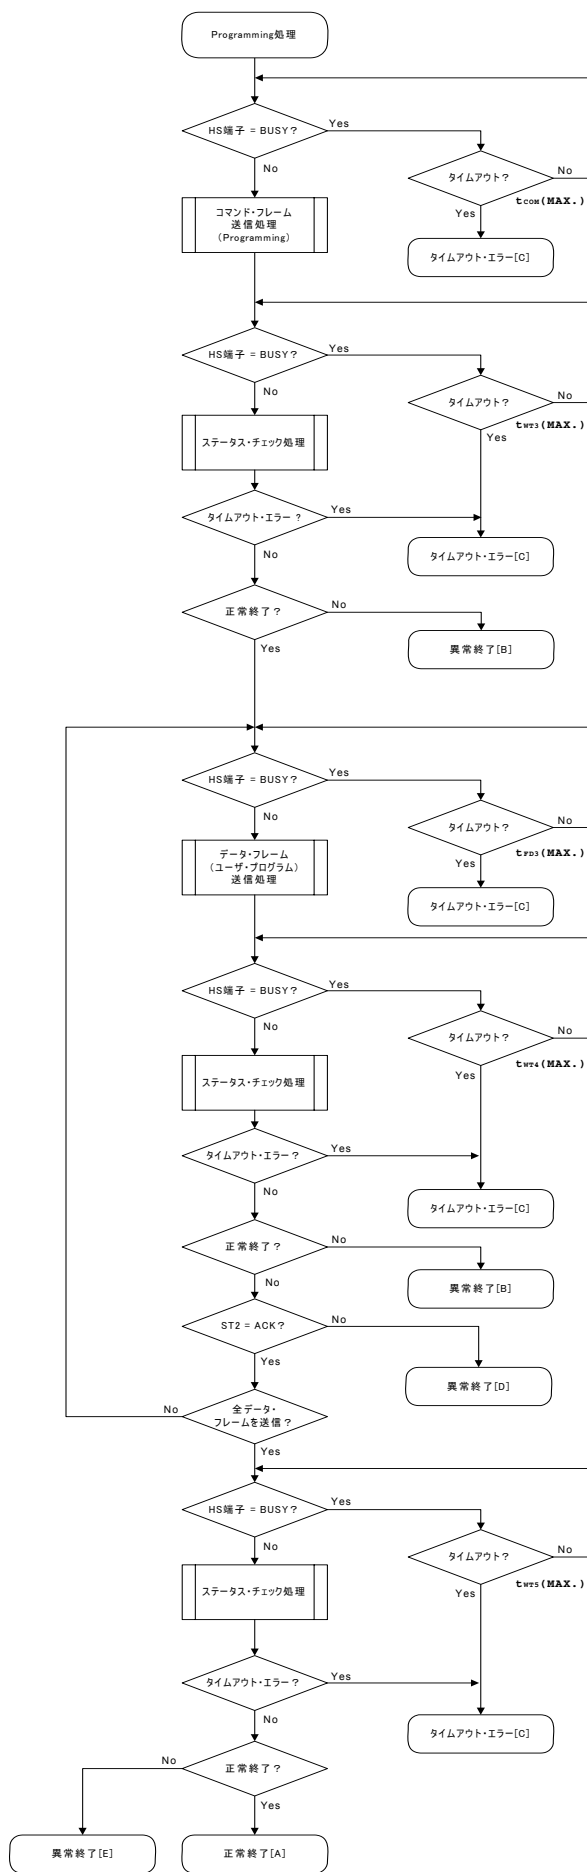 Programming処理
HS端子 = BUSY?
Yes
No
タイムアウト?
No
tCOM(MAX.)
Yes
コマンド・フレーム
送信処理
(Programming)
タイムアウト・エラー[C]
HS端子 = BUSY?
Yes
No
タイムアウト?
No
tWT3(MAX.)
Yes
ステータス・チェック処理
タイムアウト・エラー?
Yes
No
タイムアウト・エラー[C]
正常終了?
No
Yes
異常終了[B]
HS端子 = BUSY?
Yes
No
タイムアウト?
No
tFD3(MAX.)
Yes
データ・フレーム
(ユーザ・プログラム)
送信処理
タイムアウト・エラー[C]
HS端子 = BUSY?
Yes
No
タイムアウト?
No
tWT4(MAX.)
Yes
ステータス・チェック処理
タイムアウト・エラー?
Yes
No
タイムアウト・エラー[C]
正常終了?
No
No
異常終了[B]
ST2 = ACK?
No
Yes
異常終了[D]
No
全データ・
フレームを送信?
Yes
HS端子 = BUSY?
Yes
No
タイムアウト?
No
tWT5(MAX.)
Yes
ステータス・チェック処理
タイムアウト・エラー?
Yes
No
タイムアウト・エラー[C]
No
正常終了?
Yes
異常終了[E]
正常終了[A]